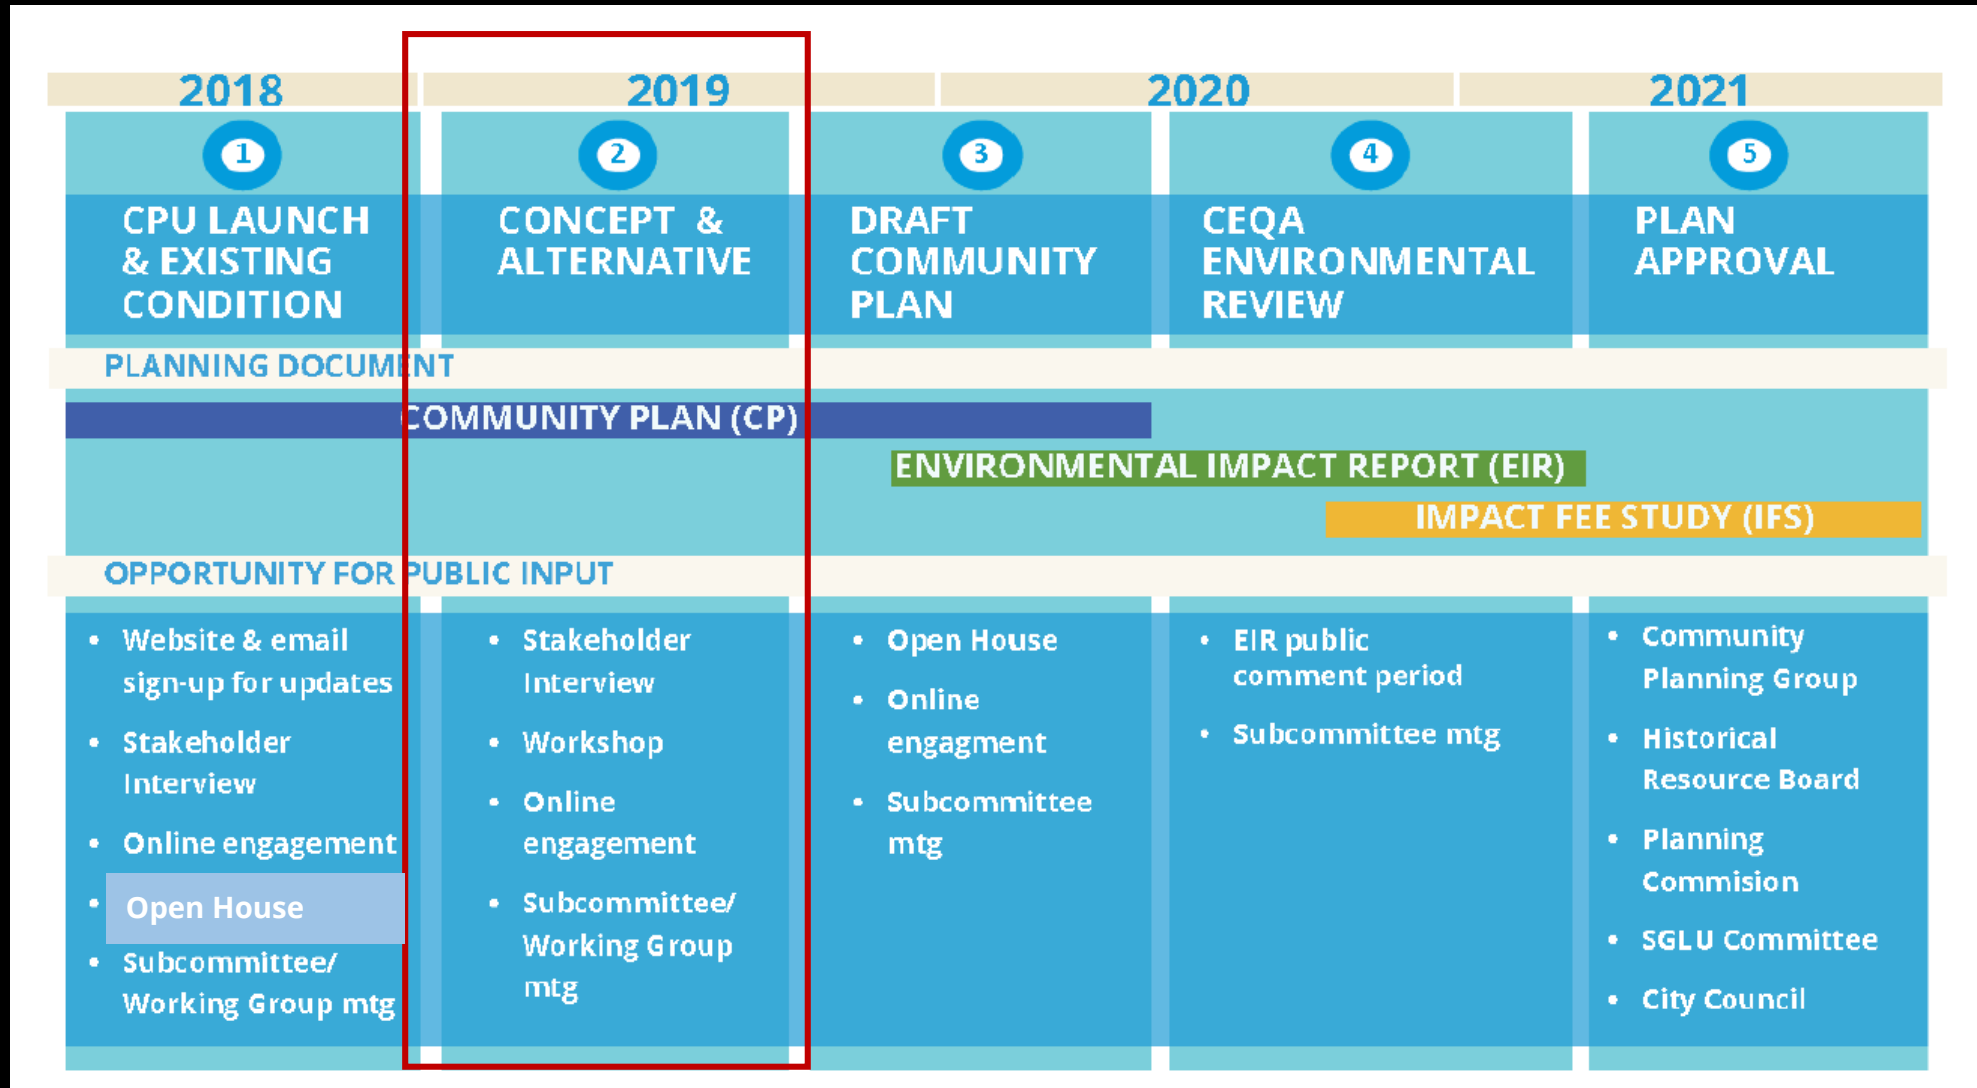 2018
2019
2020
2021
1
2
3
4
5
CPU LAUNCH
& EXISTING
CONDITION
CONCEPT &
ALTERNATIVE
DRAFT
COMMUNITY
PLAN
CEQA
ENVIRONMENTAL
REVIEW
PLAN
APPROVAL
PLANNING DOCUMENT
COMMUNITY PLAN (CP)
ENVIRONMENTAL IMPACT REPORT (EIR)
IMPACT FEE STUDY (IFS)
OPPORTUNITY FOR PUBLIC INPUT
• Website & email
sign-up for updates
• Stakeholder
Interview
• Online engagement
• Open House
• Subcommittee/
Working Group mtg
• Stakeholder
Interview
• Workshop
• Online
engagement
• Subcommittee/
Working Group
mtg
• Open House
• Online
engagment
• Subcommittee
mtg
• EIR public
comment period
• Subcommittee mtg
• Community
Planning Group
• Historical
Resource Board
• Planning
Commision
• SGLU Committee
• City Council